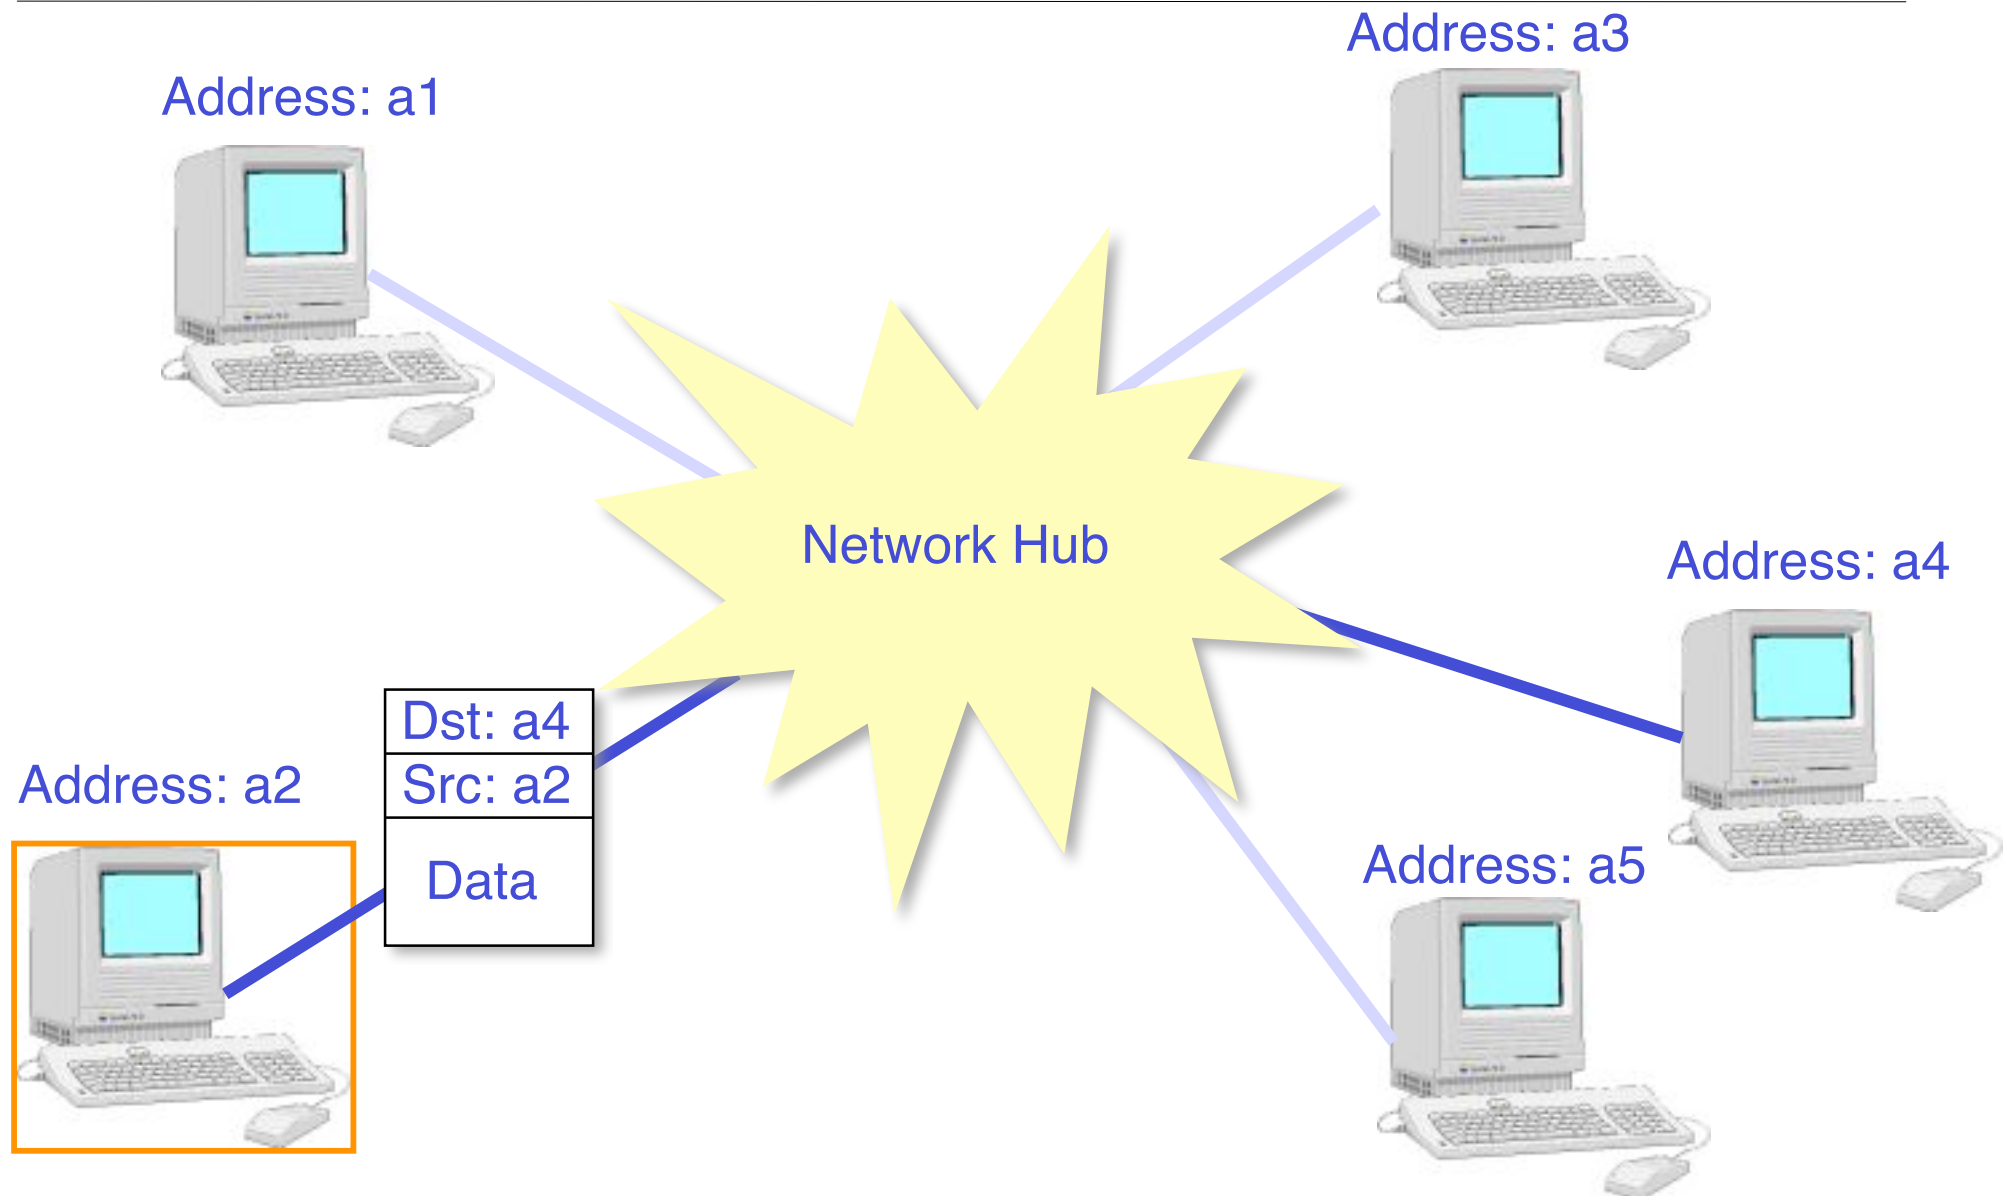 Address: a3
Address: a1
Network Hub
Address: a4
Dst: a4
Src: a2
Address: a2
Data
Address: a5